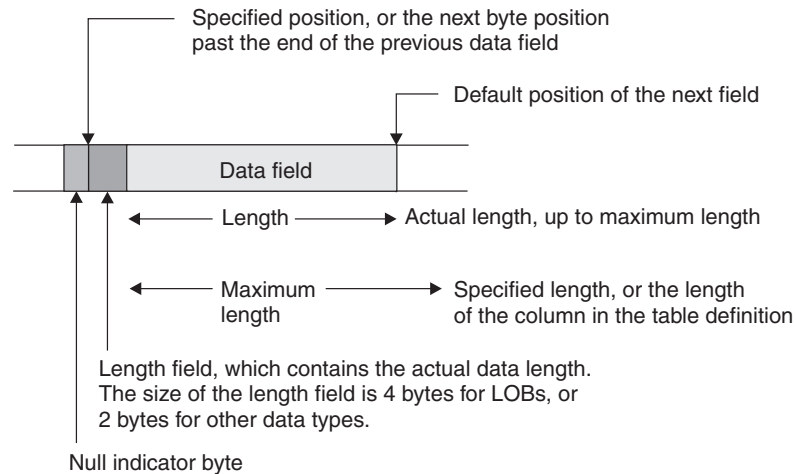 Specified position, or the next byte position
past the end of the previous data field
Default position of the next field
Data field
Length
Actual length, up to maximum length
Maximum
length
Specified length, or the length
of the column in the table definition
Length field, which contains the actual data length.
The size of the length field is 4 bytes for LOBs, or
2 bytes for other data types.
Null indicator byte